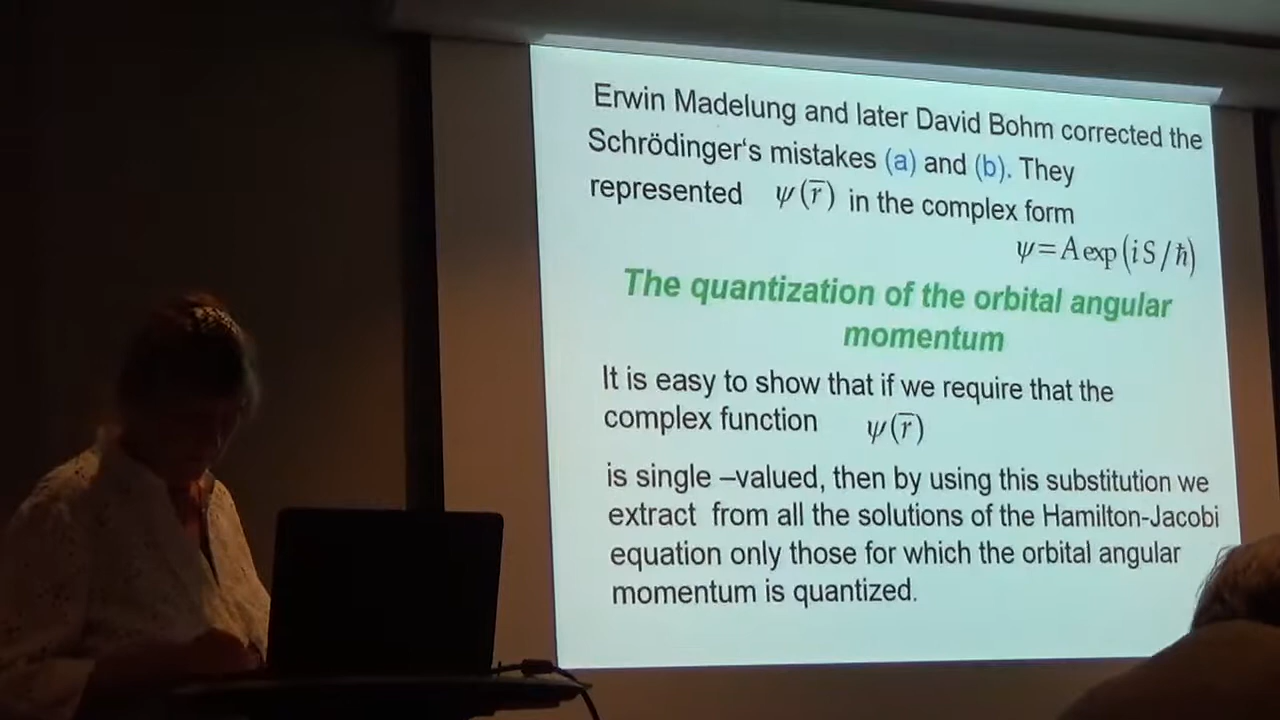 Erwin Madelung and later David Bohm corrected the
Schrödinger's mistakes (a) and (b). They
represented ψ(r̅) in the complex form
ψ=A exp(iS/ħ)
The quantization of the orbital angular
momentum
It is easy to show that if we require that the
complex function ψ(r̅)
is single –valued, then by using this substitution we
extract from all the solutions of the Hamilton-Jacobi
equation only those for which the orbital angular
momentum is quantized.